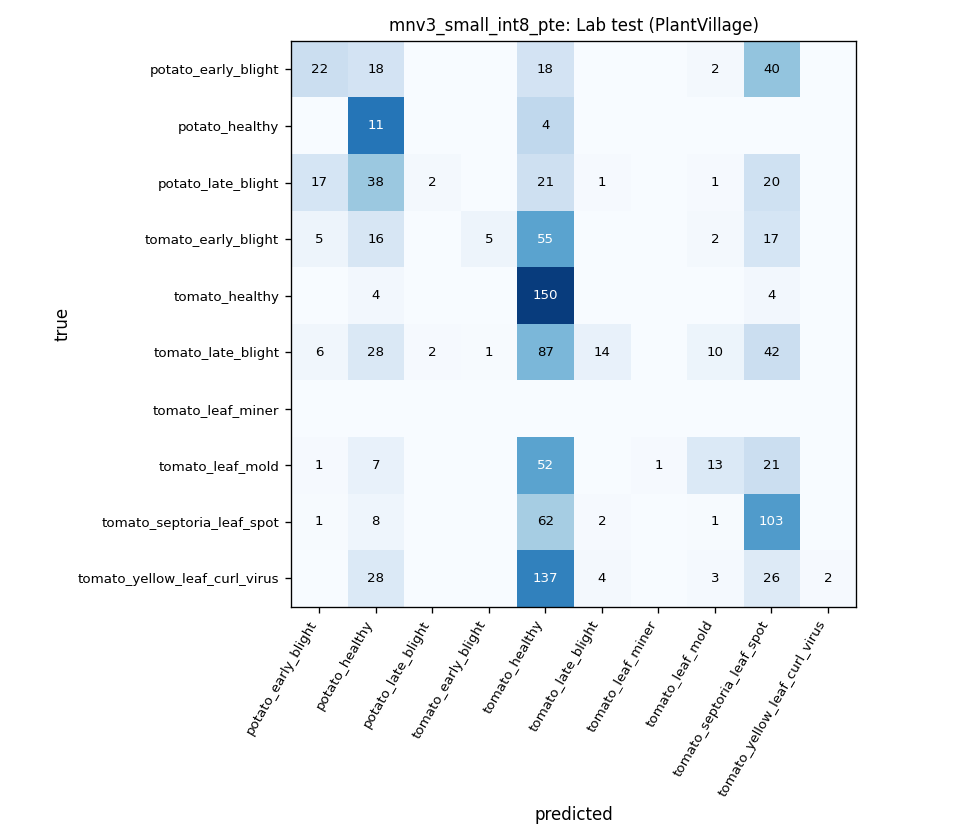 mnv3_small_int8_pte: Lab test (PlantVillage)
potato_early_blight 22 18 18 2 40
potato_healthy 11 4
potato_late_blight 17 38 2 21 1 1 20
tomato_early_blight 5 16 5 55 2 17
tomato_healthy 4 150 4
tomato_late_blight 6 28 2 1 87 14 10 42
tomato_leaf_miner
tomato_leaf_mold 1 7 52 1 13 21
tomato_septoria_leaf_spot 1 8 62 2 1 103
tomato_yellow_leaf_curl_virus 28 137 4 3 26 2
true
potato_early_blight
potato_healthy
potato_late_blight
tomato_early_blight
tomato_healthy
tomato_late_blight
tomato_leaf_miner
tomato_leaf_mold
tomato_septoria_leaf_spot
tomato_yellow_leaf_curl_virus
predicted